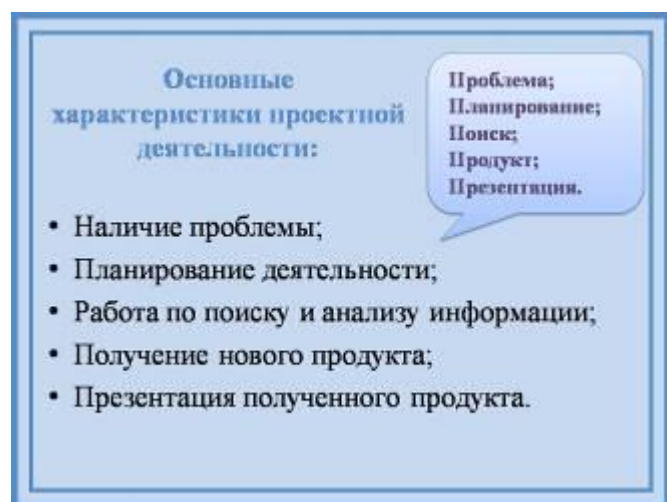 Основные
характеристики проектной
деятельности:
Проблема;
Планирование;
Поиск;
Продукт;
Презентация.
• Наличие проблемы;
• Планирование деятельности;
• Работа по поиску и анализу информации;
• Получение нового продукта;
• Презентация полученного продукта.